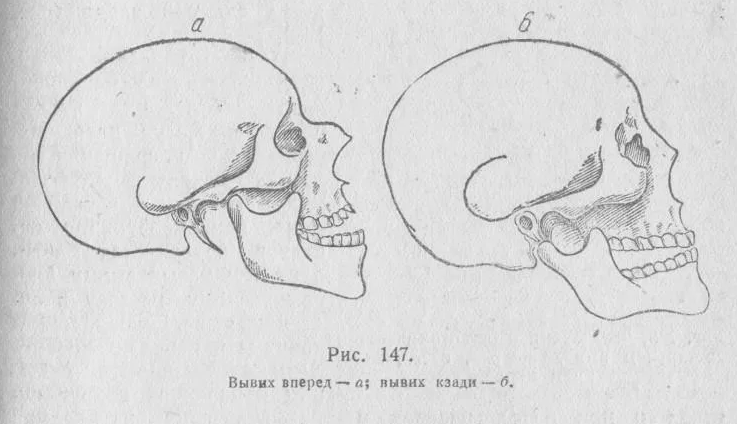 а
б
Рис. 147.
Вывих вперед — а; вывих кзади — б.